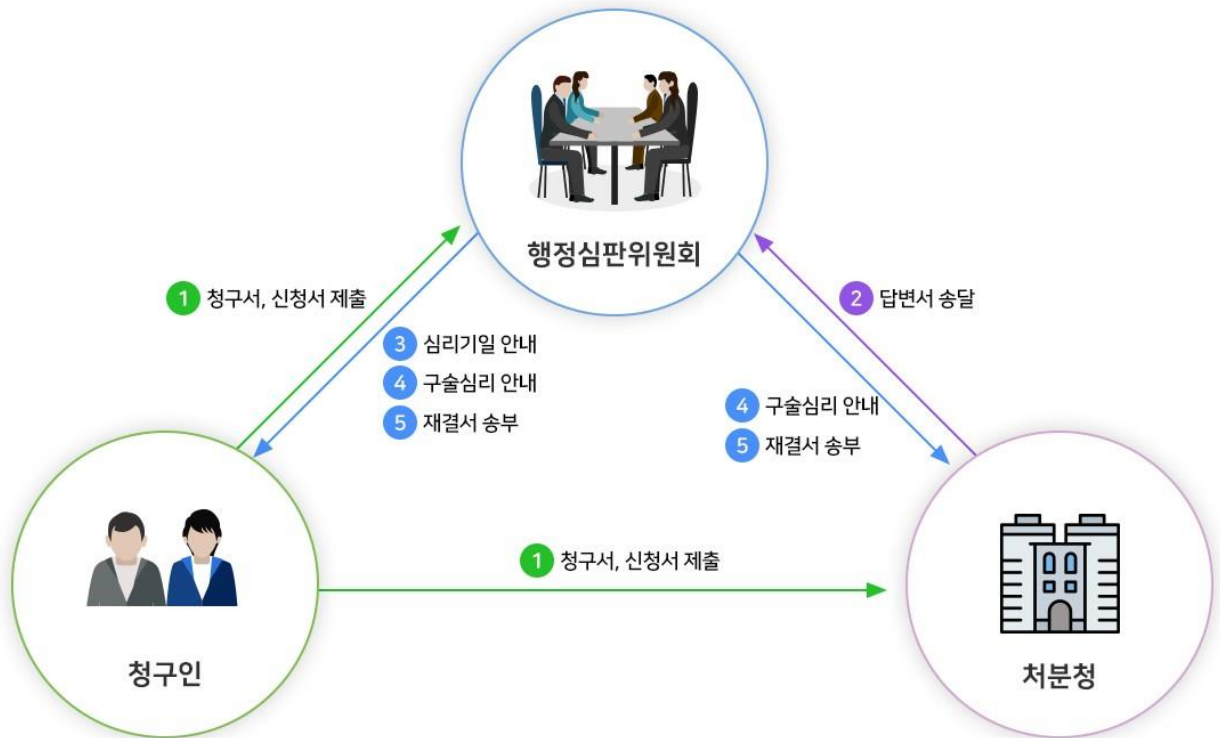 행정심판위원회
1 청구서, 신청서 제출
2 답변서 송달
3 심리기일 안내
4 구술심리 안내
5 재결서 송부
4 구술심리 안내
5 재결서 송부
1 청구서, 신청서 제출
청구인
처분청